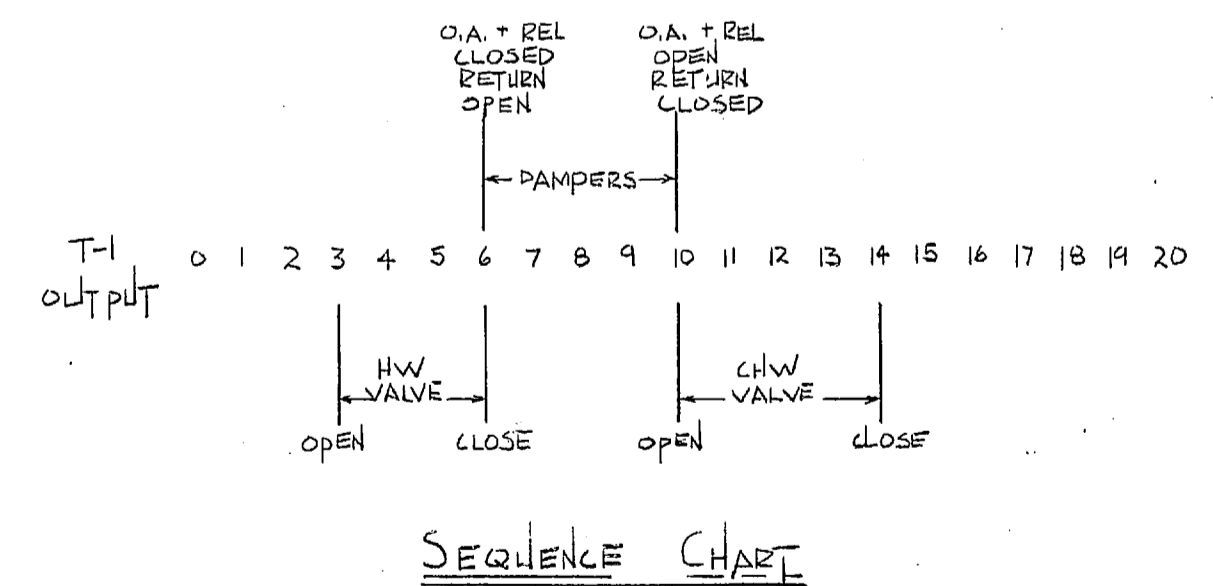 O.A. + REL
CLOSED
RETURN
OPEN
O.A. + REL
OPEN
RETURN
CLOSED
DAMPERS
T-1
OUTPUT
0 1 2 3 4 5 6 7 8 9 10 11 12 13 14 15 16 17 18 19 20
HW
VALVE
CHW
VALVE
OPEN
CLOSE
OPEN
CLOSE
SEQUENCE CHART